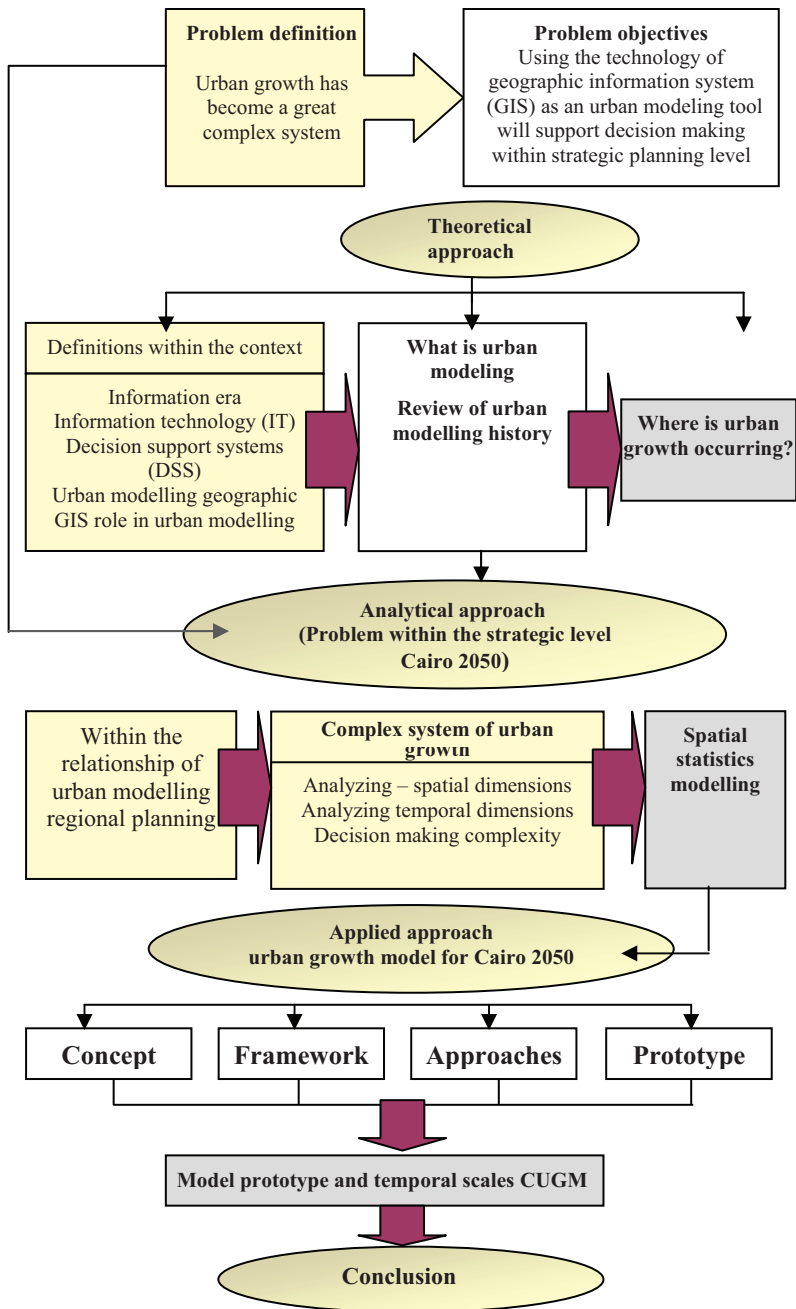 Problem definition
Urban growth has
become a great
complex system
Problem objectives
Using the technology of
geographic information system
(GIS) as an urban modeling tool
will support decision making
within strategic planning level
Theoretical
approach
Definitions within the context
Information era
Information technology (IT)
Decision support systems
(DSS)
Urban modelling geographic
GIS role in urban modelling
What is urban
modeling
Review of urban
modelling history
Where is urban
growth occurring?
Analytical approach
(Problem within the strategic level
Cairo 2050)
Within the
relationship of
urban modelling
regional planning
Complex system of urban
growth
Analyzing – spatial dimensions
Analyzing temporal dimensions
Decision making complexity
Spatial
statistics
modelling
Applied approach
urban growth model for Cairo 2050
Concept
Framework
Approaches
Prototype
Model prototype and temporal scales CUGM
Conclusion